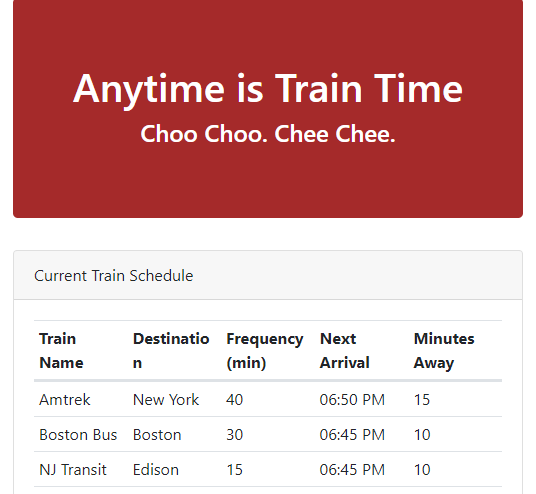 Anytime is Train Time
Choo Choo. Chee Chee.
Current Train Schedule
Train Name Destination Frequency (min) Next Arrival Minutes Away
Amtrek New York 40 06:50 PM 15
Boston Bus Boston 30 06:45 PM 10
NJ Transit Edison 15 06:45 PM 10